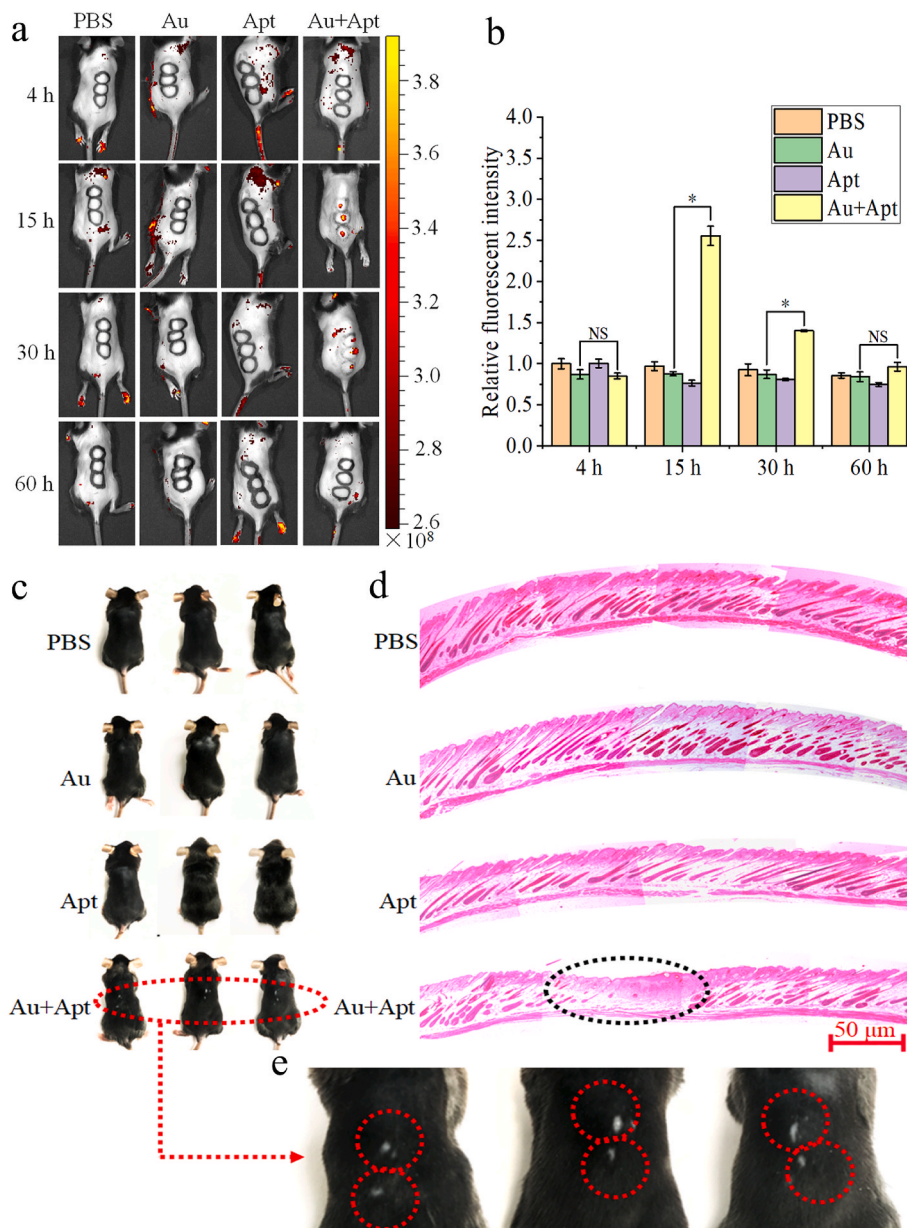 a
PBS
Au
Apt
Au+Apt
4 h
15 h
30 h
60 h
3.8
3.6
3.4
3.2
3.0
2.8
2.6
×10⁸
b
Relative fluorescent intensity
4.0
3.5
3.0
2.5
2.0
1.5
1.0
0.5
0.0
PBS
Au
Apt
Au+Apt
NS
*
*
NS
4 h
15 h
30 h
60 h
c
PBS
Au
Apt
Au+Apt
d
PBS
Au
Apt
Au+Apt
50 μm
e